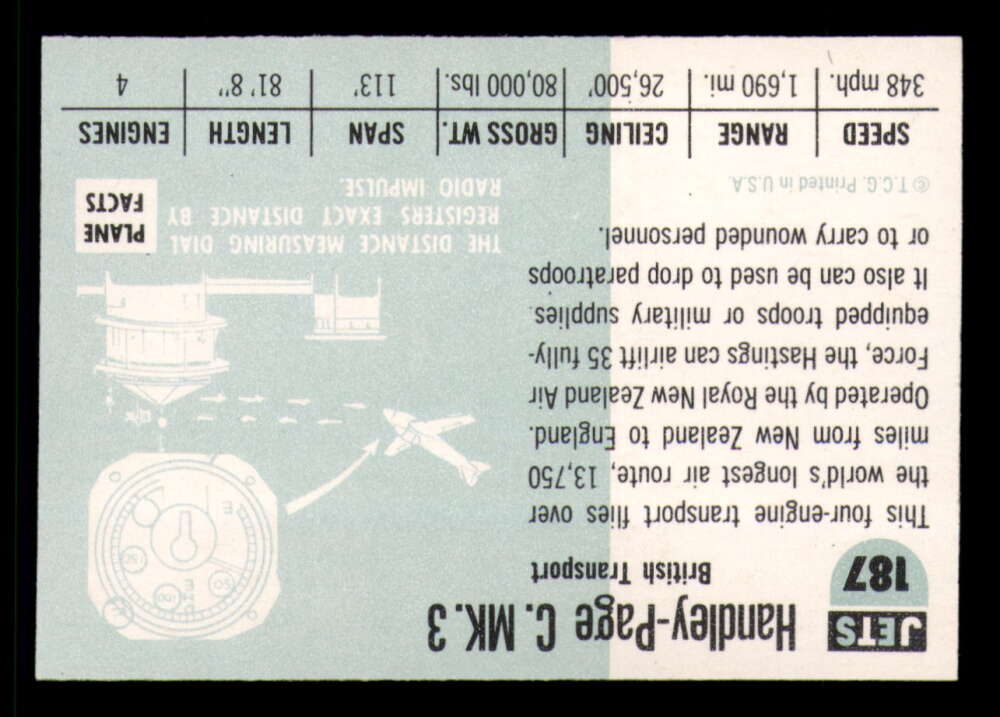 JETS
187
Handley-Page C. MK. 3
British Transport
This four-engine transport flies over
the world's longest air route, 13,750
miles from New Zealand to England.
Operated by the Royal New Zealand Air
Force, the Hastings can airlift 35 fully-
equipped troops or military supplies.
It also can be used to drop paratroops
or to carry wounded personnel.
© T.C.G. Printed in U.S.A.
THE DISTANCE MEASURING DIAL
REGISTERS EXACT DISTANCE BY
RADIO IMPULSE.
PLANE
FACTS
SPEED RANGE CEILING GROSS WT. SPAN LENGTH ENGINES
348 mph. 1,690 mi. 26,500' 80,000 lbs. 113' 81' 8" 4